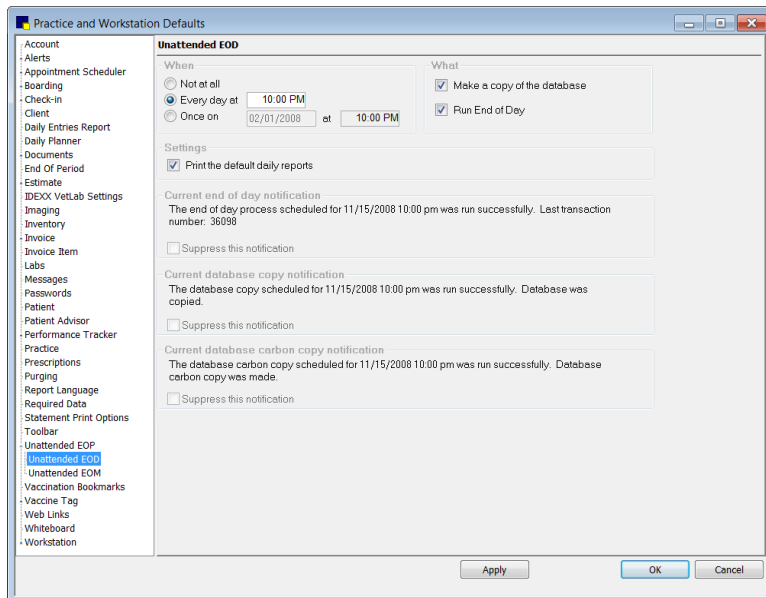 Practice and Workstation Defaults
Account
Alerts
Appointment Scheduler
Boarding
Check-in
Client
Daily Entries Report
Daily Planner
Documents
End Of Period
Estimate
IDEXX VetLab Settings
Imaging
Inventory
Invoice
Invoice Item
Labs
Messages
Passwords
Patient
Patient Advisor
Performance Tracker
Practice
Prescriptions
Purging
Report Language
Required Data
Statement Print Options
Toolbar
Unattended EOP
Unattended EOD
Unattended EOM
Vaccination Bookmarks
Vaccine Tag
Web Links
Whiteboard
Workstation
Unattended EOD
When
Not at all
Every day at 10:00 PM
Once on 02/01/2008 at 10:00 PM
What
Make a copy of the database
Run End of Day
Settings
Print the default daily reports
Current end of day notification
The end of day process scheduled for 11/15/2008 10:00 pm was run successfully. Last transaction
number: 36098
Suppress this notification
Current database copy notification
The database copy scheduled for 11/15/2008 10:00 pm was run successfully. Database was
copied.
Suppress this notification
Current database carbon copy notification
The database carbon copy scheduled for 11/15/2008 10:00 pm was run successfully. Database
carbon copy was made.
Suppress this notification
Apply
OK
Cancel